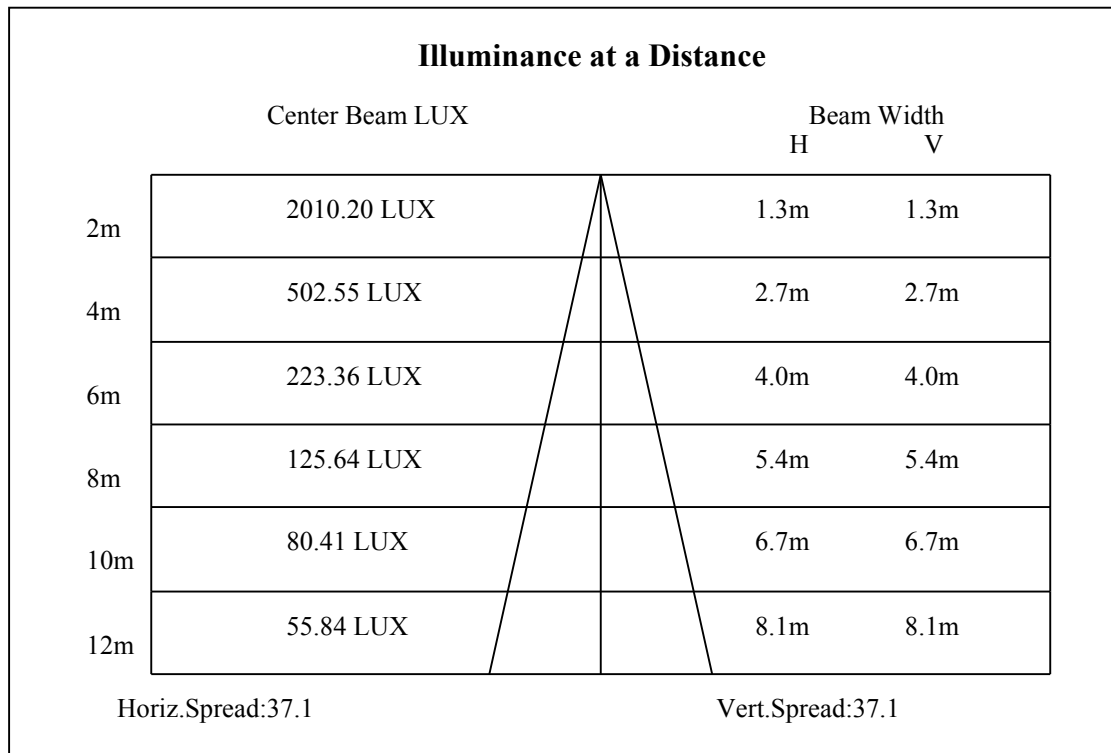 Illuminance at a Distance
Center Beam LUX Beam Width
H V
2m 2010.20 LUX 1.3m 1.3m
4m 502.55 LUX 2.7m 2.7m
6m 223.36 LUX 4.0m 4.0m
8m 125.64 LUX 5.4m 5.4m
10m 80.41 LUX 6.7m 6.7m
12m 55.84 LUX 8.1m 8.1m
Horiz.Spread:37.1 Vert.Spread:37.1